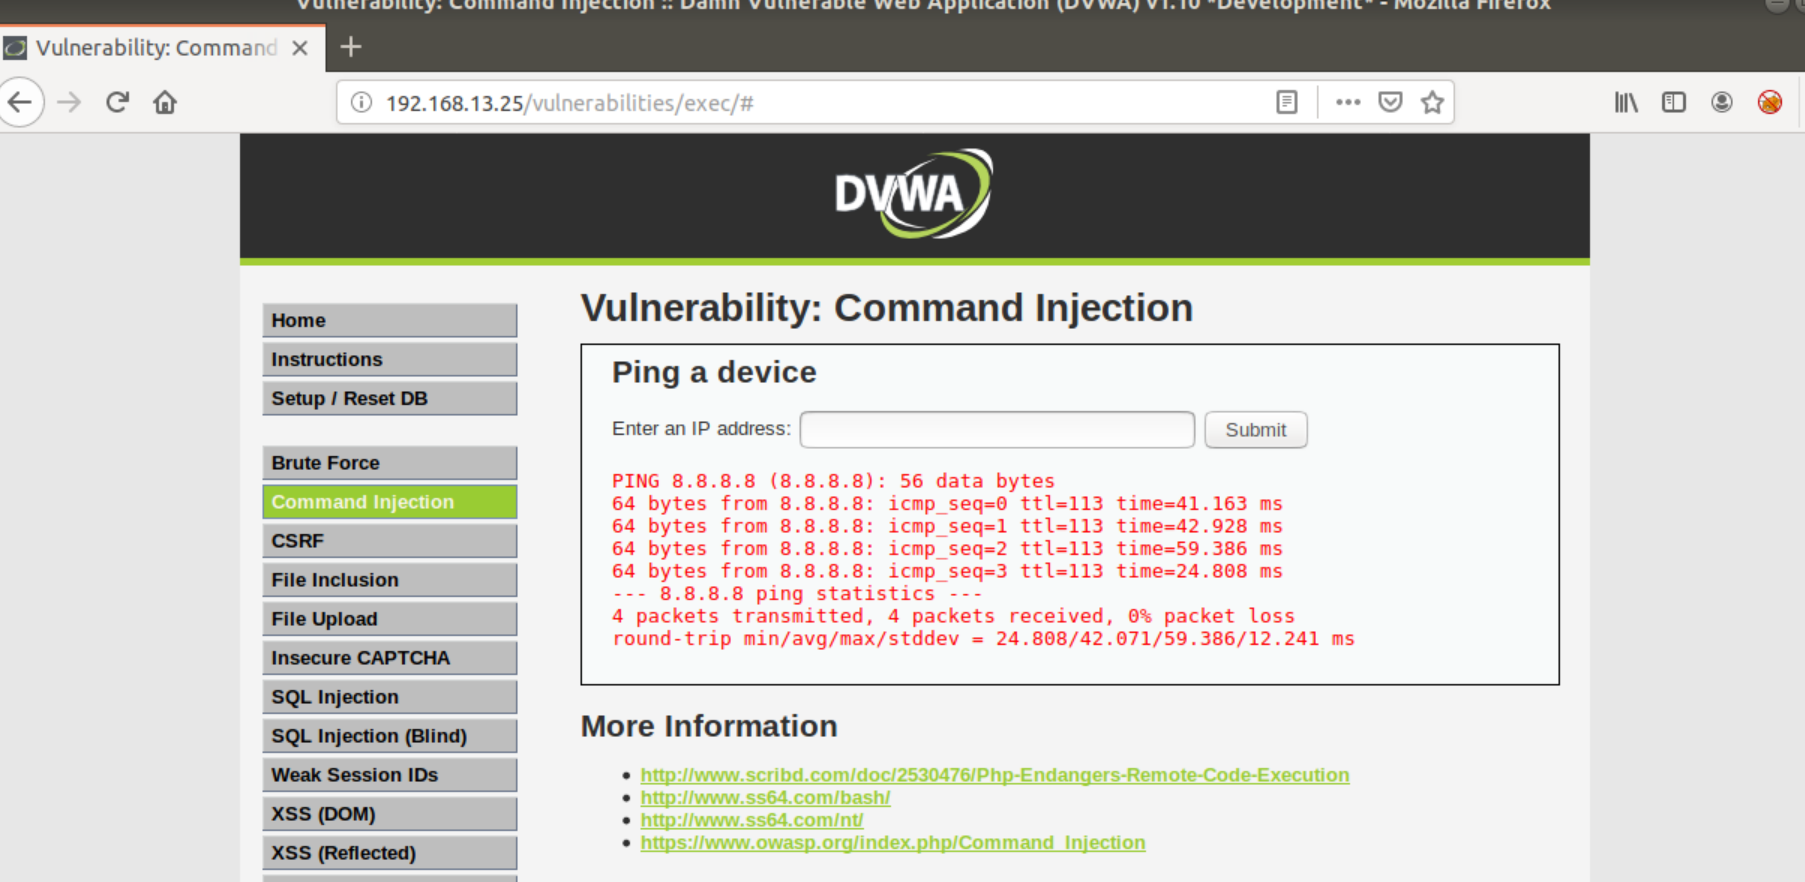 Vulnerability: Command Injection :: Damn Vulnerable Web Application (DVWA) v1.10 *Development* - Mozilla Firefox
Vulnerability: Command
192.168.13.25/vulnerabilities/exec/#
DVWA
Home
Instructions
Setup / Reset DB
Brute Force
Command Injection
CSRF
File Inclusion
File Upload
Insecure CAPTCHA
SQL Injection
SQL Injection (Blind)
Weak Session IDs
XSS (DOM)
XSS (Reflected)
Vulnerability: Command Injection
Ping a device
Enter an IP address:
Submit
PING 8.8.8.8 (8.8.8.8): 56 data bytes
64 bytes from 8.8.8.8: icmp_seq=0 ttl=113 time=41.163 ms
64 bytes from 8.8.8.8: icmp_seq=1 ttl=113 time=42.928 ms
64 bytes from 8.8.8.8: icmp_seq=2 ttl=113 time=59.386 ms
64 bytes from 8.8.8.8: icmp_seq=3 ttl=113 time=24.808 ms
--- 8.8.8.8 ping statistics ---
4 packets transmitted, 4 packets received, 0% packet loss
round-trip min/avg/max/stddev = 24.808/42.071/59.386/12.241 ms
More Information
http://www.scribd.com/doc/2530476/Php-Endangers-Remote-Code-Execution
http://www.ss64.com/bash/
http://www.ss64.com/nt/
https://www.owasp.org/index.php/Command_Injection